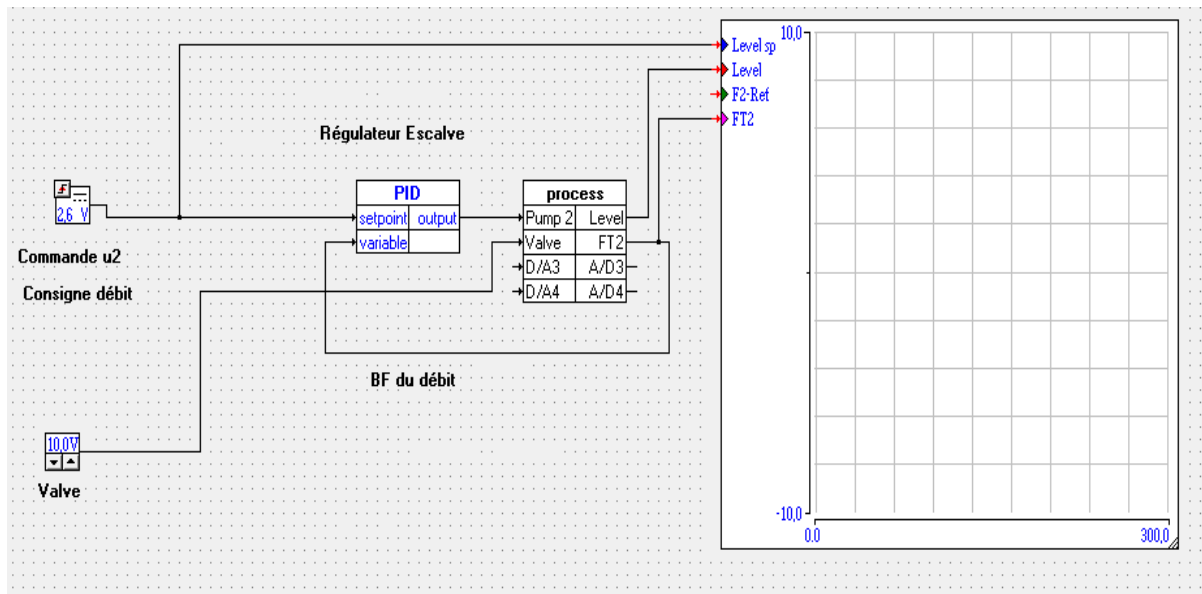 Level sp
10,0
Level
F2-Ref
FT2
Régulateur Escalve
PID
setpoint output
variable
process
Pump 2 Level
Valve FT2
D/A3 A/D3
D/A4 A/D4
2,6 V
Commande u2
Consigne débit
BF du débit
10,0V
Valve
-10,0
0.0
300,0